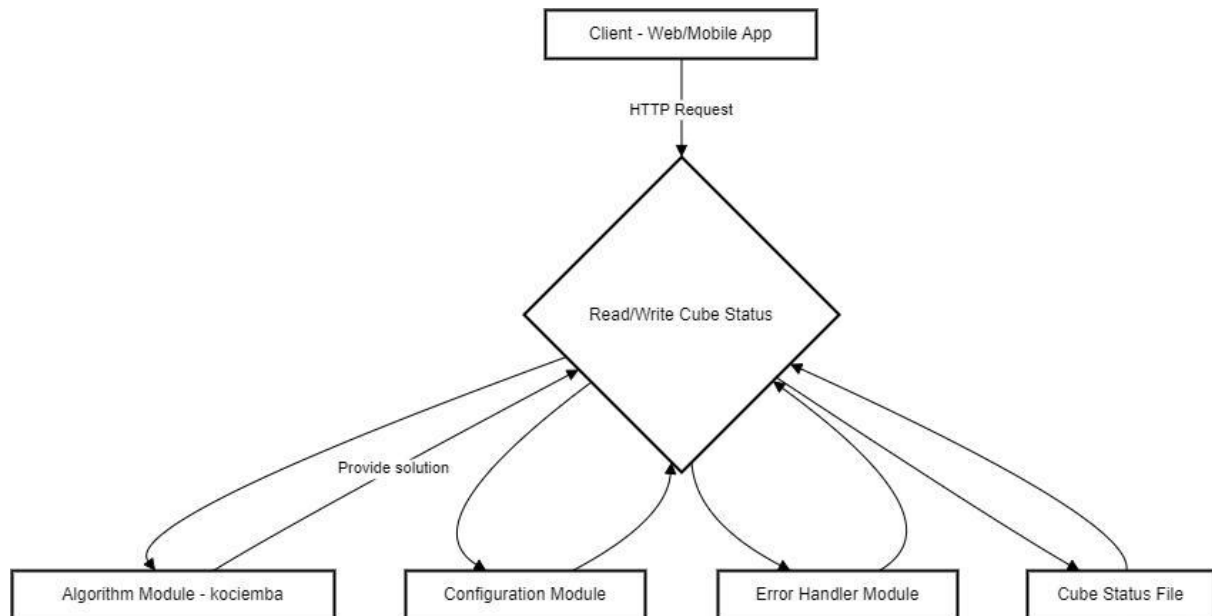 Client - Web/Mobile App
HTTP Request
Read/Write Cube Status
Provide solution
Algorithm Module - kociemba
Configuration Module
Error Handler Module
Cube Status File